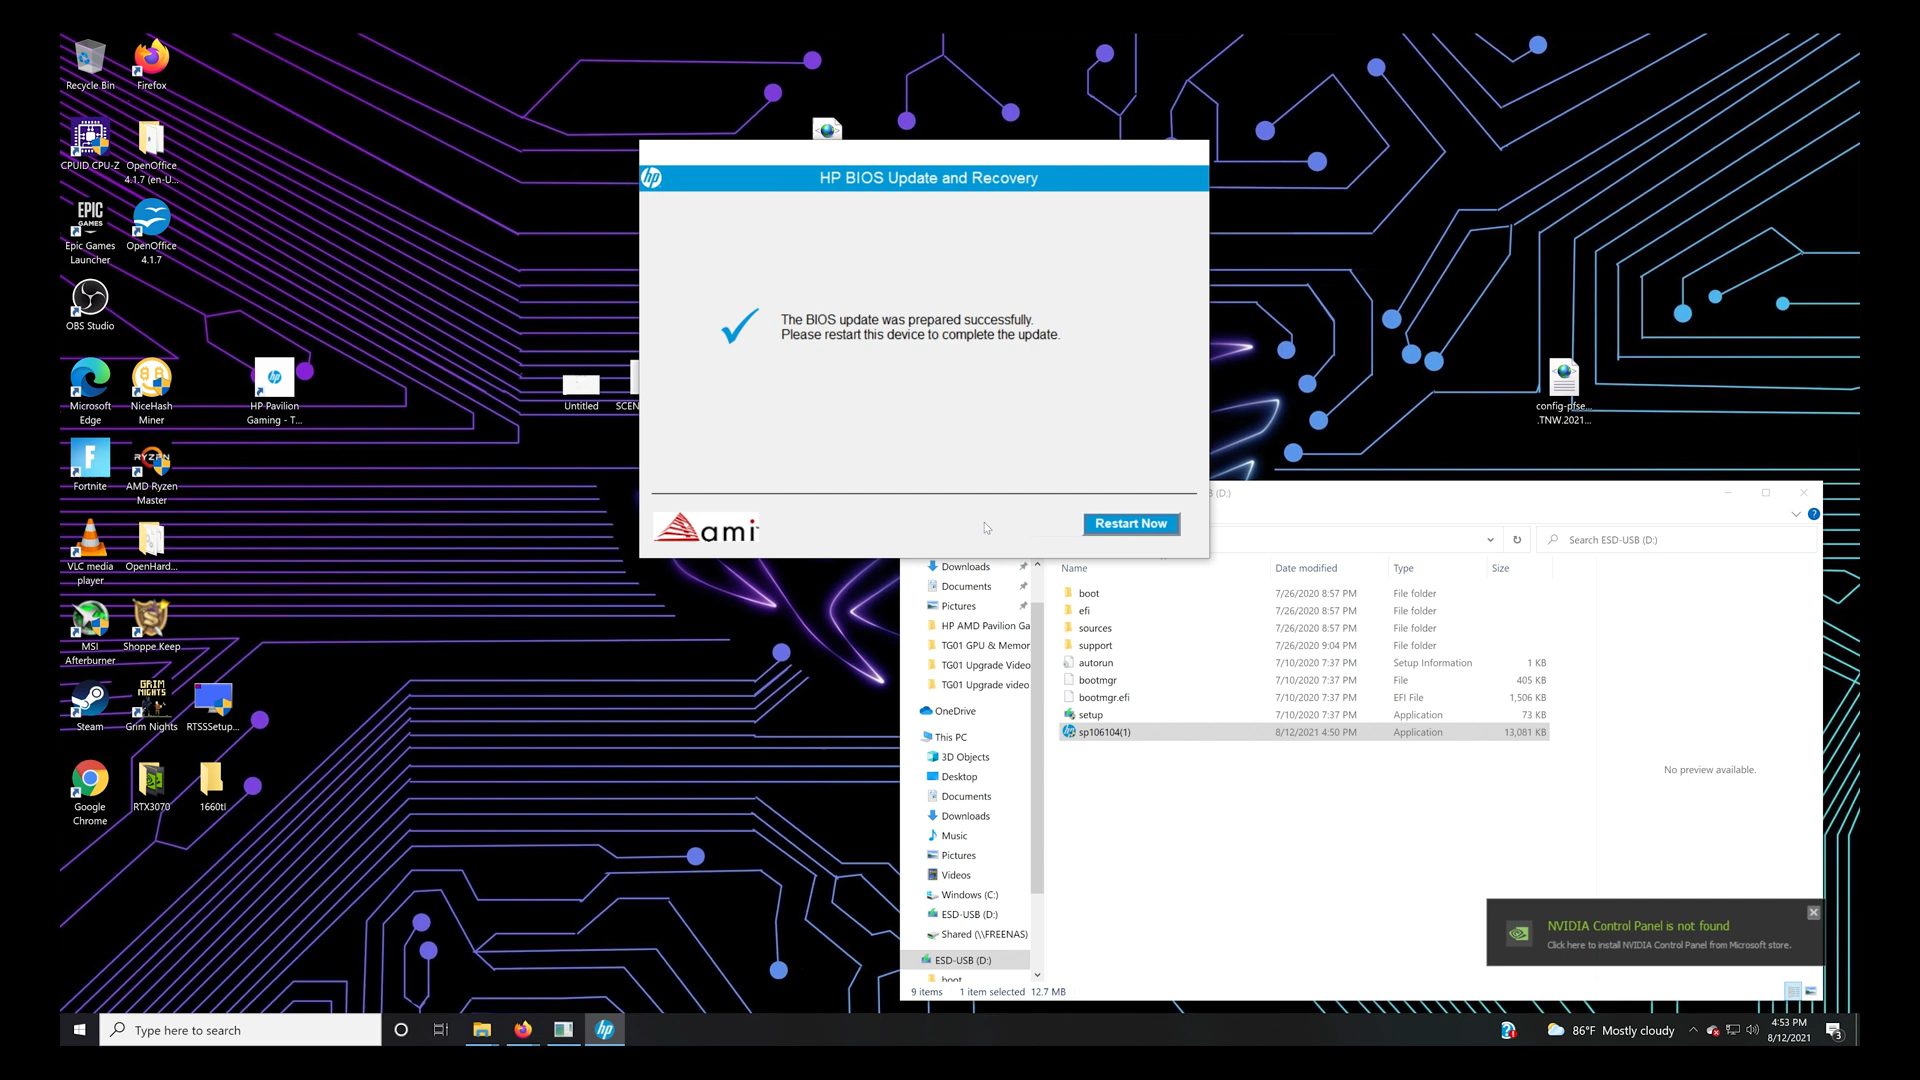 Recycle Bin
Firefox
CPUID CPU-Z
OpenOffice
4.1.7 (en-U...
EPIC
GAMES
Epic Games
Launcher
OpenOffice
4.1.7
OBS Studio
Microsoft
Edge
NiceHash
Miner
hp
HP Pavilion
Gaming - T...
Untitled
SCEN
F
Fortnite
RYZEN
AMD Ryzen
Master
VLC media
player
OpenHard...
MSI
Afterburner
Shoppe Keep
GRIM
NIGHTS
Steam
Grim Nights
RTSSSetup...
Google
Chrome
RTX3070
1660ti
config-pfse...
.TNW.2021...
hp
HP BIOS Update and Recovery
The BIOS update was prepared successfully.
Please restart this device to complete the update.
ami
Restart Now
(D:)
Search ESD-USB (D:)
Name
Date modified
Type
Size
boot
7/26/2020 8:57 PM
File folder
efi
7/26/2020 8:57 PM
File folder
sources
7/26/2020 8:57 PM
File folder
support
7/26/2020 9:04 PM
File folder
autorun
7/10/2020 7:37 PM
Setup Information
1 KB
bootmgr
7/10/2020 7:37 PM
File
405 KB
bootmgr.efi
7/10/2020 7:37 PM
EFI File
1,506 KB
setup
7/10/2020 7:37 PM
Application
73 KB
sp106104(1)
8/12/2021 4:50 PM
Application
13,081 KB
No preview available.
Downloads
Documents
Pictures
HP AMD Pavilion Ga
TG01 GPU & Memor
TG01 Upgrade Video
TG01 Upgrade video
OneDrive
This PC
3D Objects
Desktop
Documents
Downloads
Music
Pictures
Videos
Windows (C:)
ESD-USB (D:)
Shared (\\FREENAS)
ESD-USB (D:)
boot
9 items
1 item selected
12.7 MB
NVIDIA Control Panel is not found
Click here to install NVIDIA Control Panel from Microsoft store.
Type here to search
hp
86°F Mostly cloudy
4:53 PM
8/12/2021
3